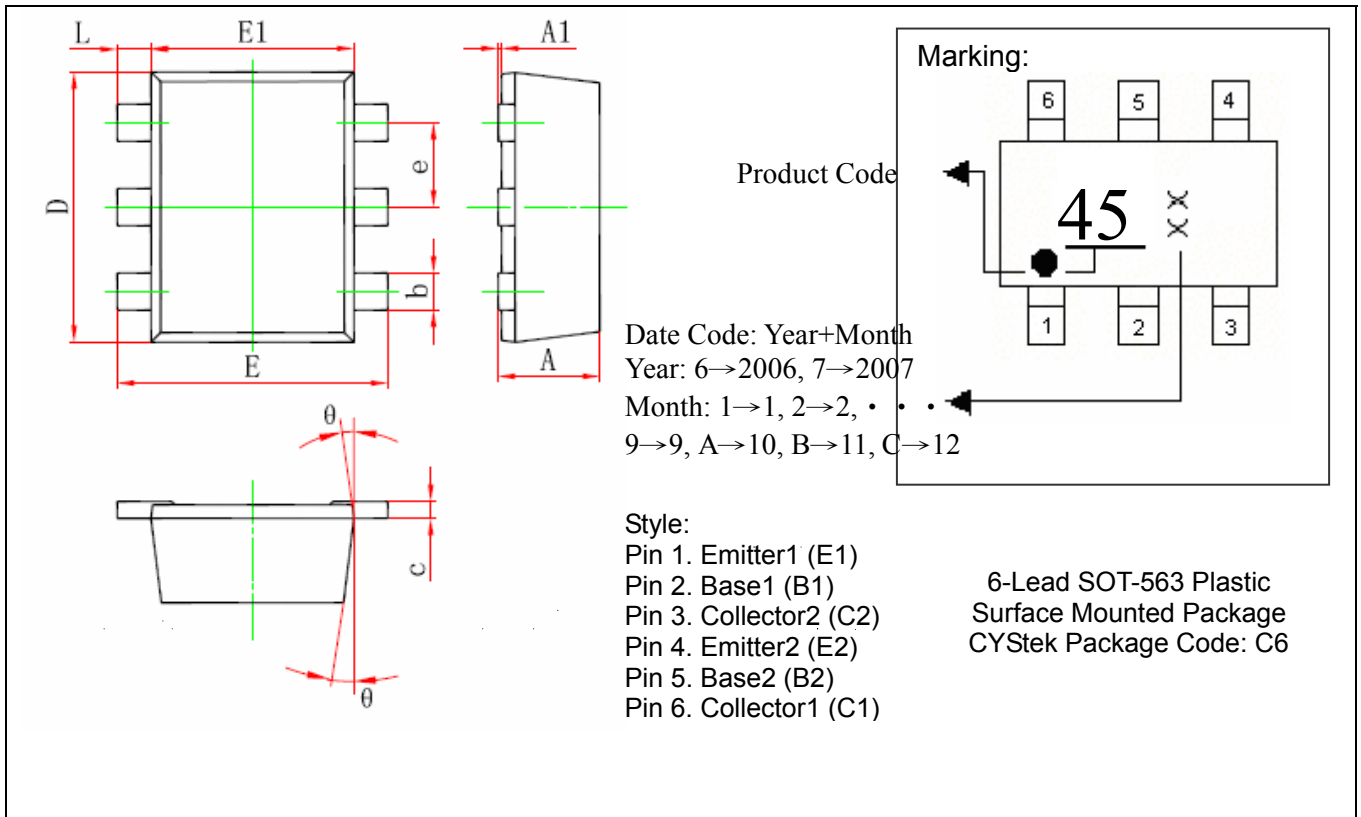 L E1 A1
D e b
E A
θ
c
θ
Marking:
6 5 4
Product Code
45 XX
1 2 3
Date Code: Year+Month
Year: 6→2006, 7→2007
Month: 1→1, 2→2, ・ ・ ・
9→9, A→10, B→11, C→12
Style:
Pin 1. Emitter1 (E1)
Pin 2. Base1 (B1)
Pin 3. Collector2 (C2)
Pin 4. Emitter2 (E2)
Pin 5. Base2 (B2)
Pin 6. Collector1 (C1)
6-Lead SOT-563 Plastic
Surface Mounted Package
CYStek Package Code: C6